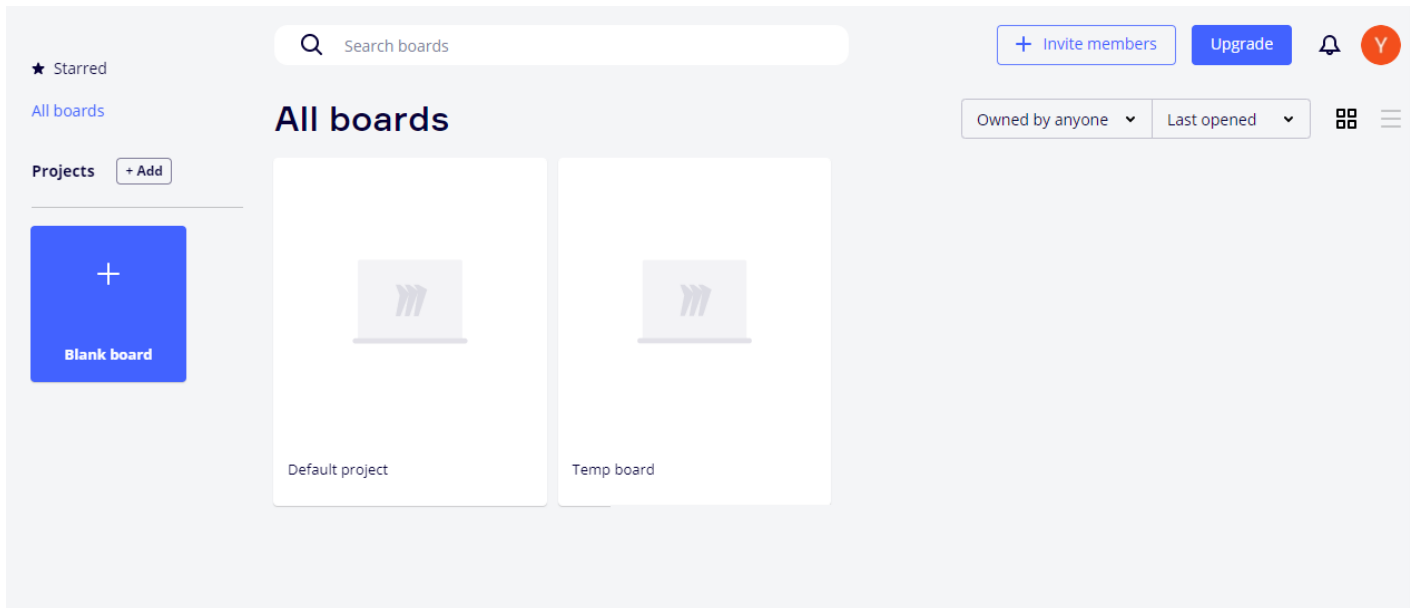 Search boards
+ Invite members
Upgrade
Y
★ Starred
All boards
Projects
+ Add
Blank board
All boards
Owned by anyone
Last opened
Default project
Temp board